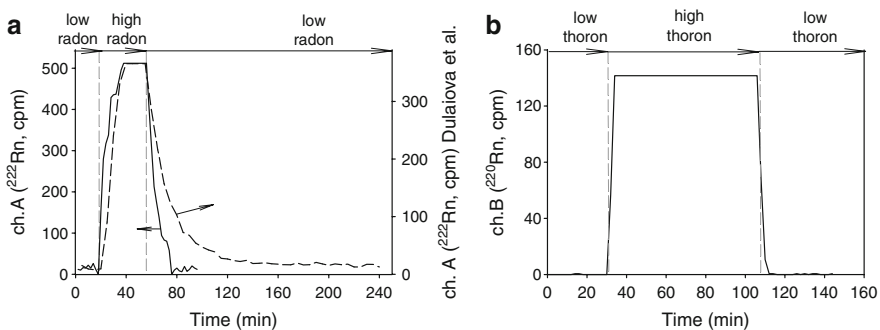 a
low
radon
high
radon
low
radon
500
400
300
200
100
0
ch.A (²²²Rn, cpm)
300
200
100
0
ch. A (²²²Rn, cpm) Dulaiova et al.
0 40 80 120 160 200 240
Time (min)
b
low
thoron
high
thoron
low
thoron
160
120
80
40
0
ch.B (²²⁰Rn, cpm)
0 20 40 60 80 100 120 140 160
Time (min)